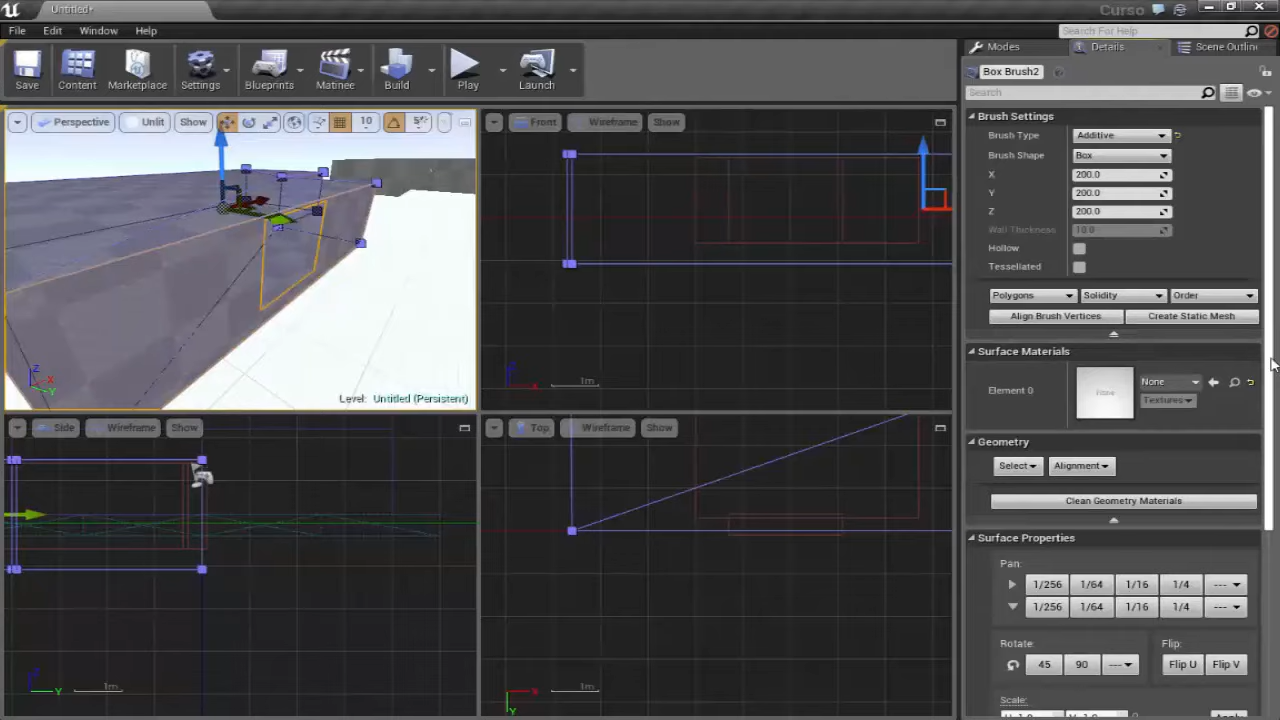 Untitled*
Curso
File Edit Window Help
Search For Help
Save Content Marketplace Settings Blueprints Matinee Build Play Launch
Modes Details Scene Outlin
Box Brush2
Search
Perspective Unlit Show 10 5°
Front Wireframe Show
Brush Settings
Brush Type Additive
Brush Shape Box
X 200.0
Y 200.0
Z 200.0
Wall Thickness 10.0
Hollow
Tessellated
Polygons Solidity Order
Align Brush Vertices Create Static Mesh
Surface Materials
Element 0 None None
Textures
Z X Y
Level: Untitled (Persistent)
1m
Side Wireframe Show
Top Wireframe Show
Geometry
Select Alignment
Clean Geometry Materials
Surface Properties
Pan:
1/256 1/64 1/16 1/4 ---
1/256 1/64 1/16 1/4 ---
Rotate: Flip:
45 90 --- Flip U Flip V
Scale:
Y 1m
X 1m
Y